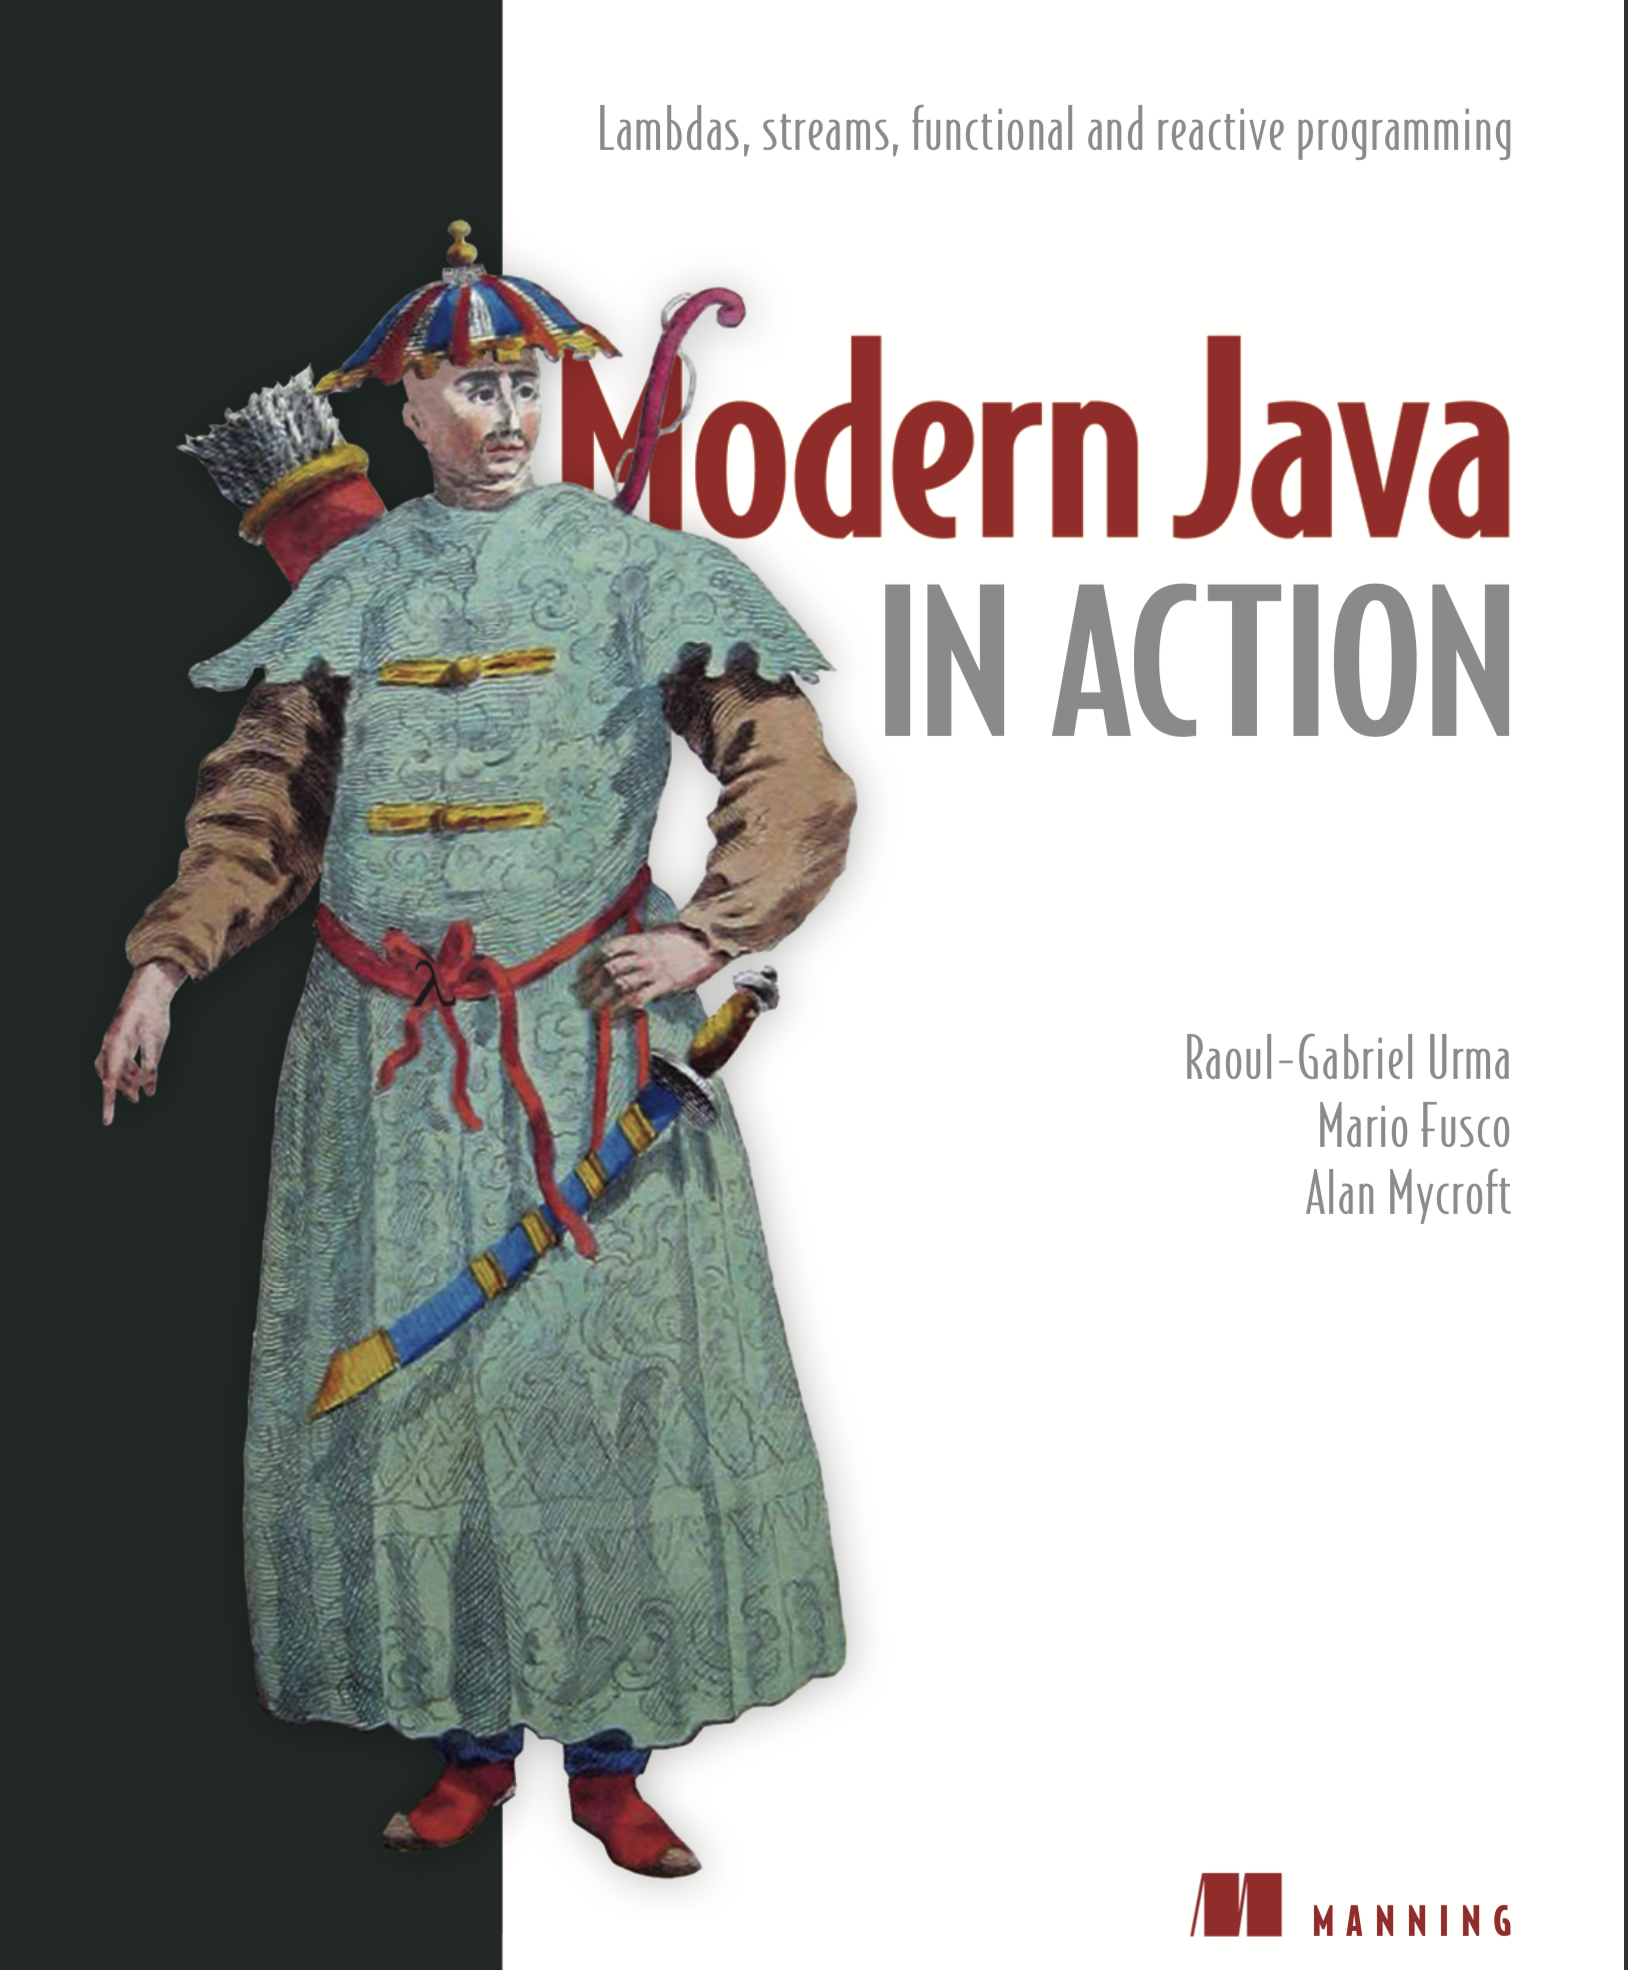 Lambdas, streams, functional and reactive programming
Modern Java
IN ACTION
λ
Raoul-Gabriel Urma
Mario Fusco
Alan Mycroft
MANNING